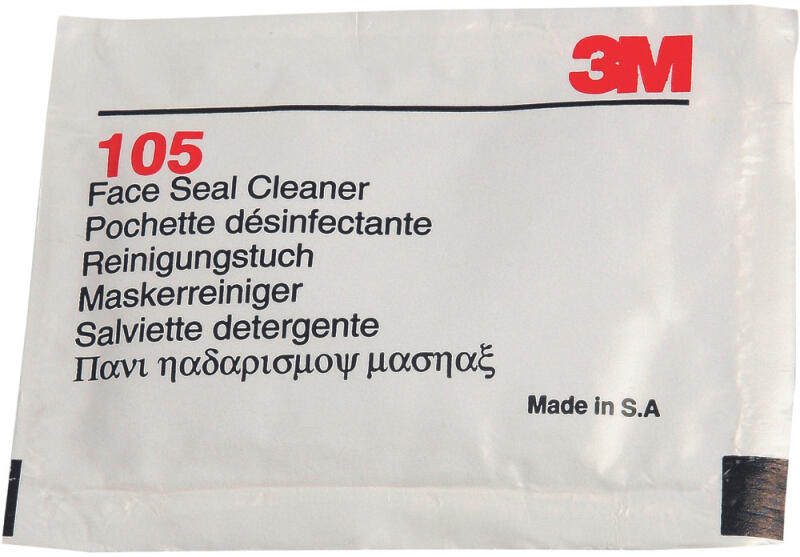 3M
105
Face Seal Cleaner
Pochette désinfectante
Reinigungstuch
Maskerreiniger
Salviette detergente
Πανι ηαδαρισμοψ μασηαξ
Made in S.A